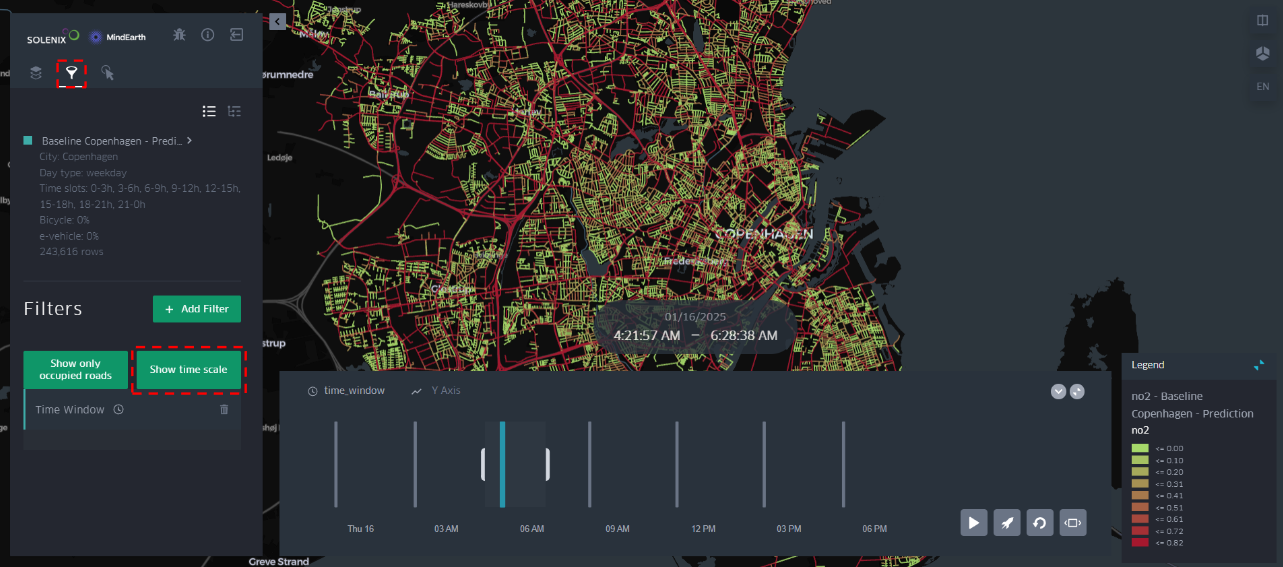 SOLENIX
MindEarth
Baseline Copenhagen - Predi...
City: Copenhagen
Day type: weekday
Time slots: 0-3h, 3-6h, 6-9h, 9-12h, 12-15h,
15-18h, 18-21h, 21-0h
Bicycle: 0%
e-vehicle: 0%
243,616 rows
Filters
+ Add Filter
Show only
occupied roads
Show time scale
Time Window
Hareskovby
Måløv
Ballerup
Herlev
Ledøje
COPENHAGEN
Frederiksberg
Glostrup
Greve Strand
EN
01/16/2025
4:21:57 AM – 6:28:38 AM
time_window
Y Axis
Thu 16
03 AM
06 AM
09 AM
12 PM
03 PM
06 PM
Legend
no2 - Baseline
Copenhagen - Prediction
no2
<= 0.00
<= 0.10
<= 0.20
<= 0.31
<= 0.41
<= 0.51
<= 0.61
<= 0.72
<= 0.82